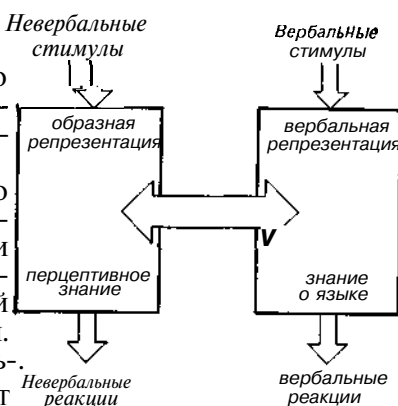 Невербальные
стимулы
Вербальные
стимулы
образная
репрезентация
вербальная
репрезентация
V
перцептивное
знание
знание
о языке
Невербальные
реакции
вербальные
реакции